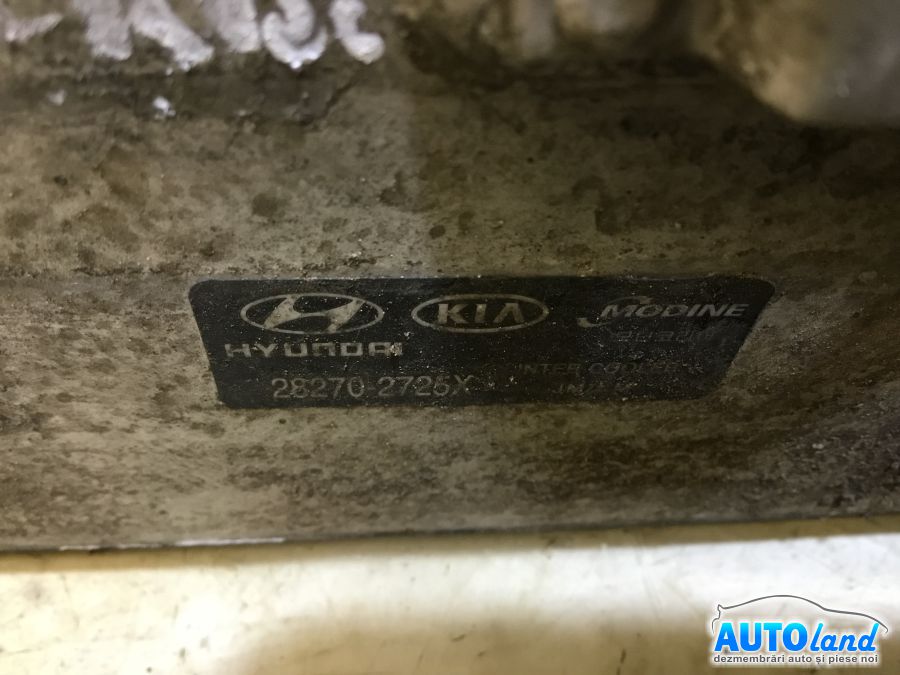 HYUNDAI
KIA
MODINE
28270-2725X
INTER COOLER
AUTOland
dezmembrări auto și piese noi